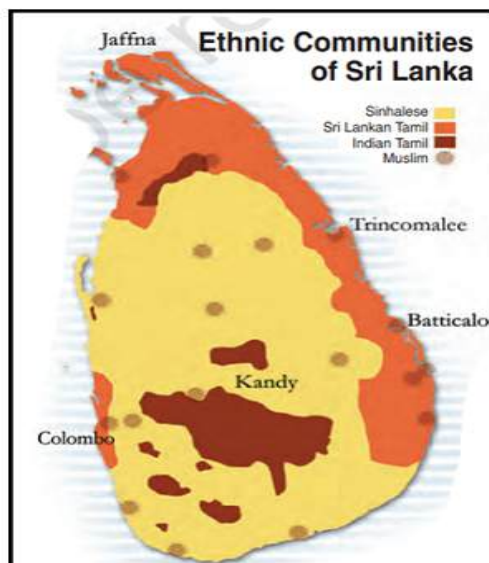 Jaffna
Ethnic Communities
of Sri Lanka
Sinhalese
Sri Lankan Tamil
Indian Tamil
Muslim
Trincomalee
Batticalo
Kandy
Colombo